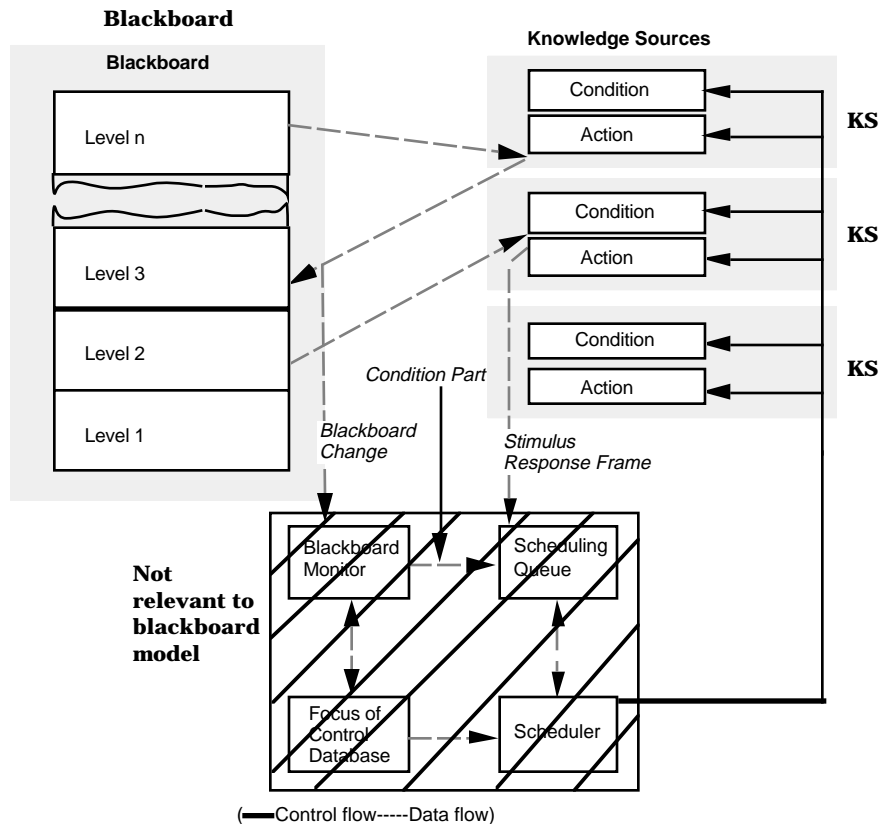 Blackboard
Blackboard
Level n
Level 3
Level 2
Level 1
Knowledge Sources
Condition
Action
KS
Condition
Action
KS
Condition
Action
KS
Condition Part
Blackboard
Change
Stimulus
Response Frame
Not
relevant to
blackboard
model
Blackboard
Monitor
Scheduling
Queue
Focus of
Control
Database
Scheduler
(Control flow-----Data flow)